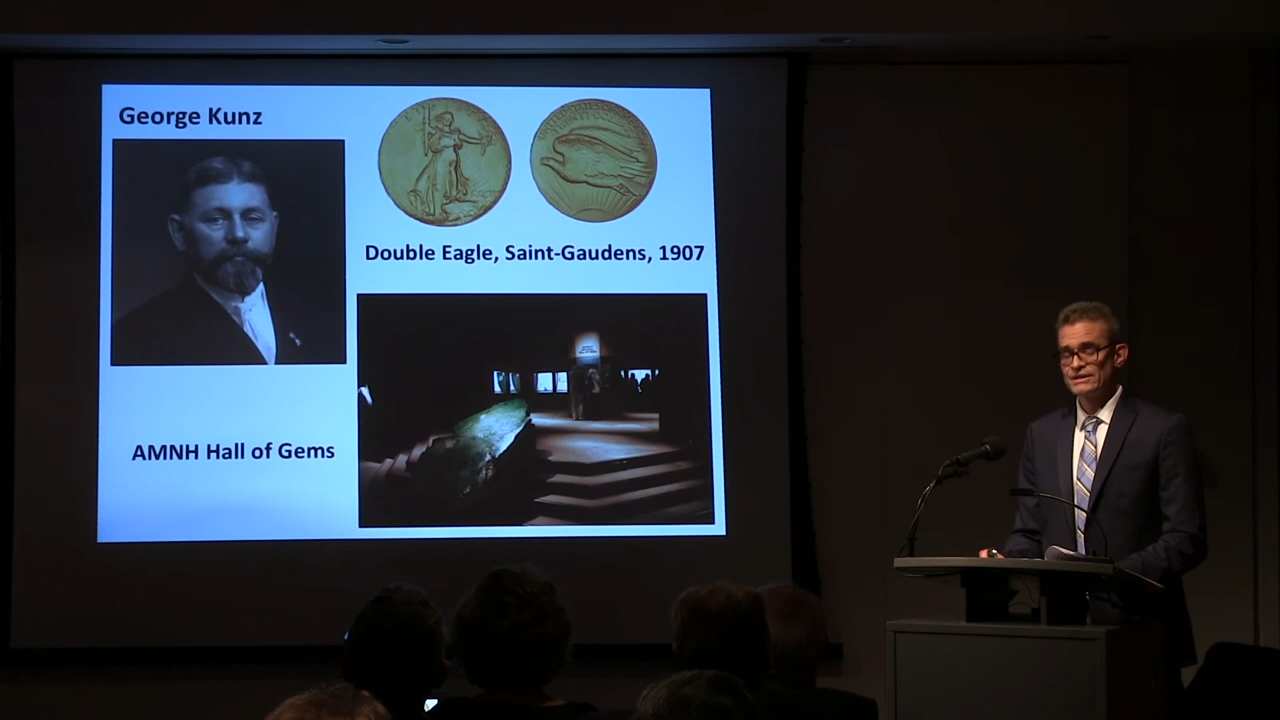 George Kunz
Double Eagle, Saint-Gaudens, 1907
AMNH Hall of Gems